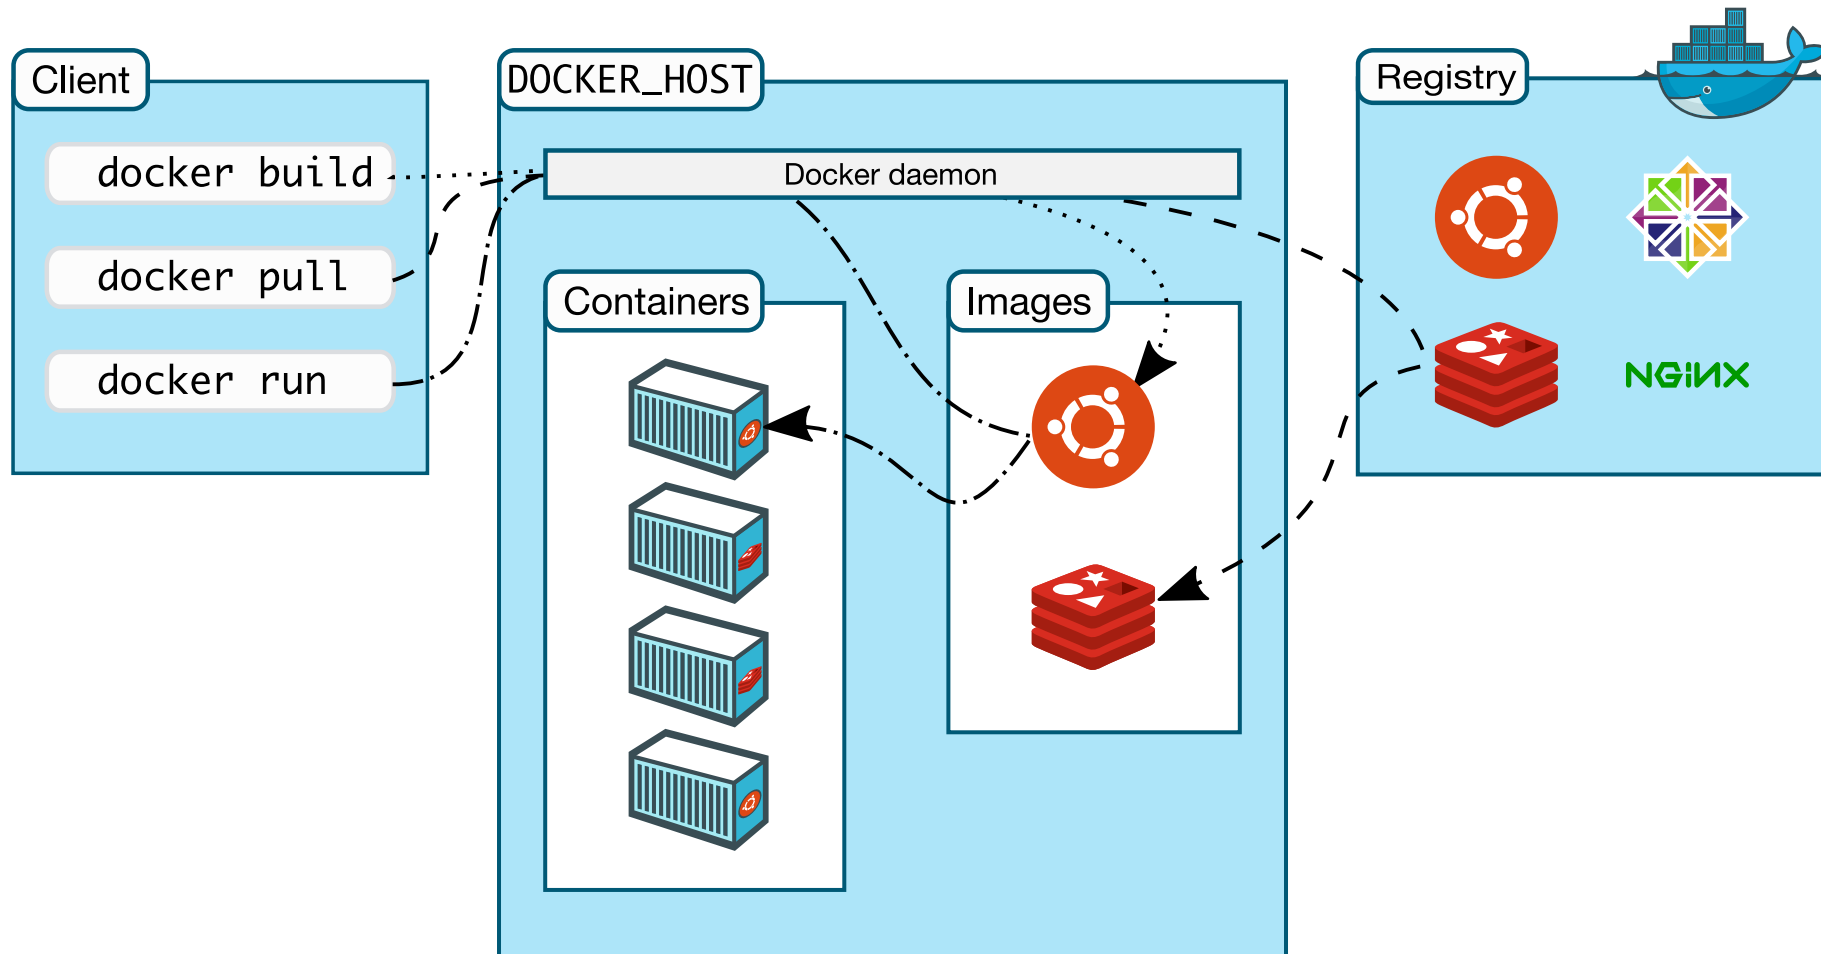 Client
DOCKER_HOST
Registry
docker build
Docker daemon
docker pull
Containers
Images
docker run
NGiNX